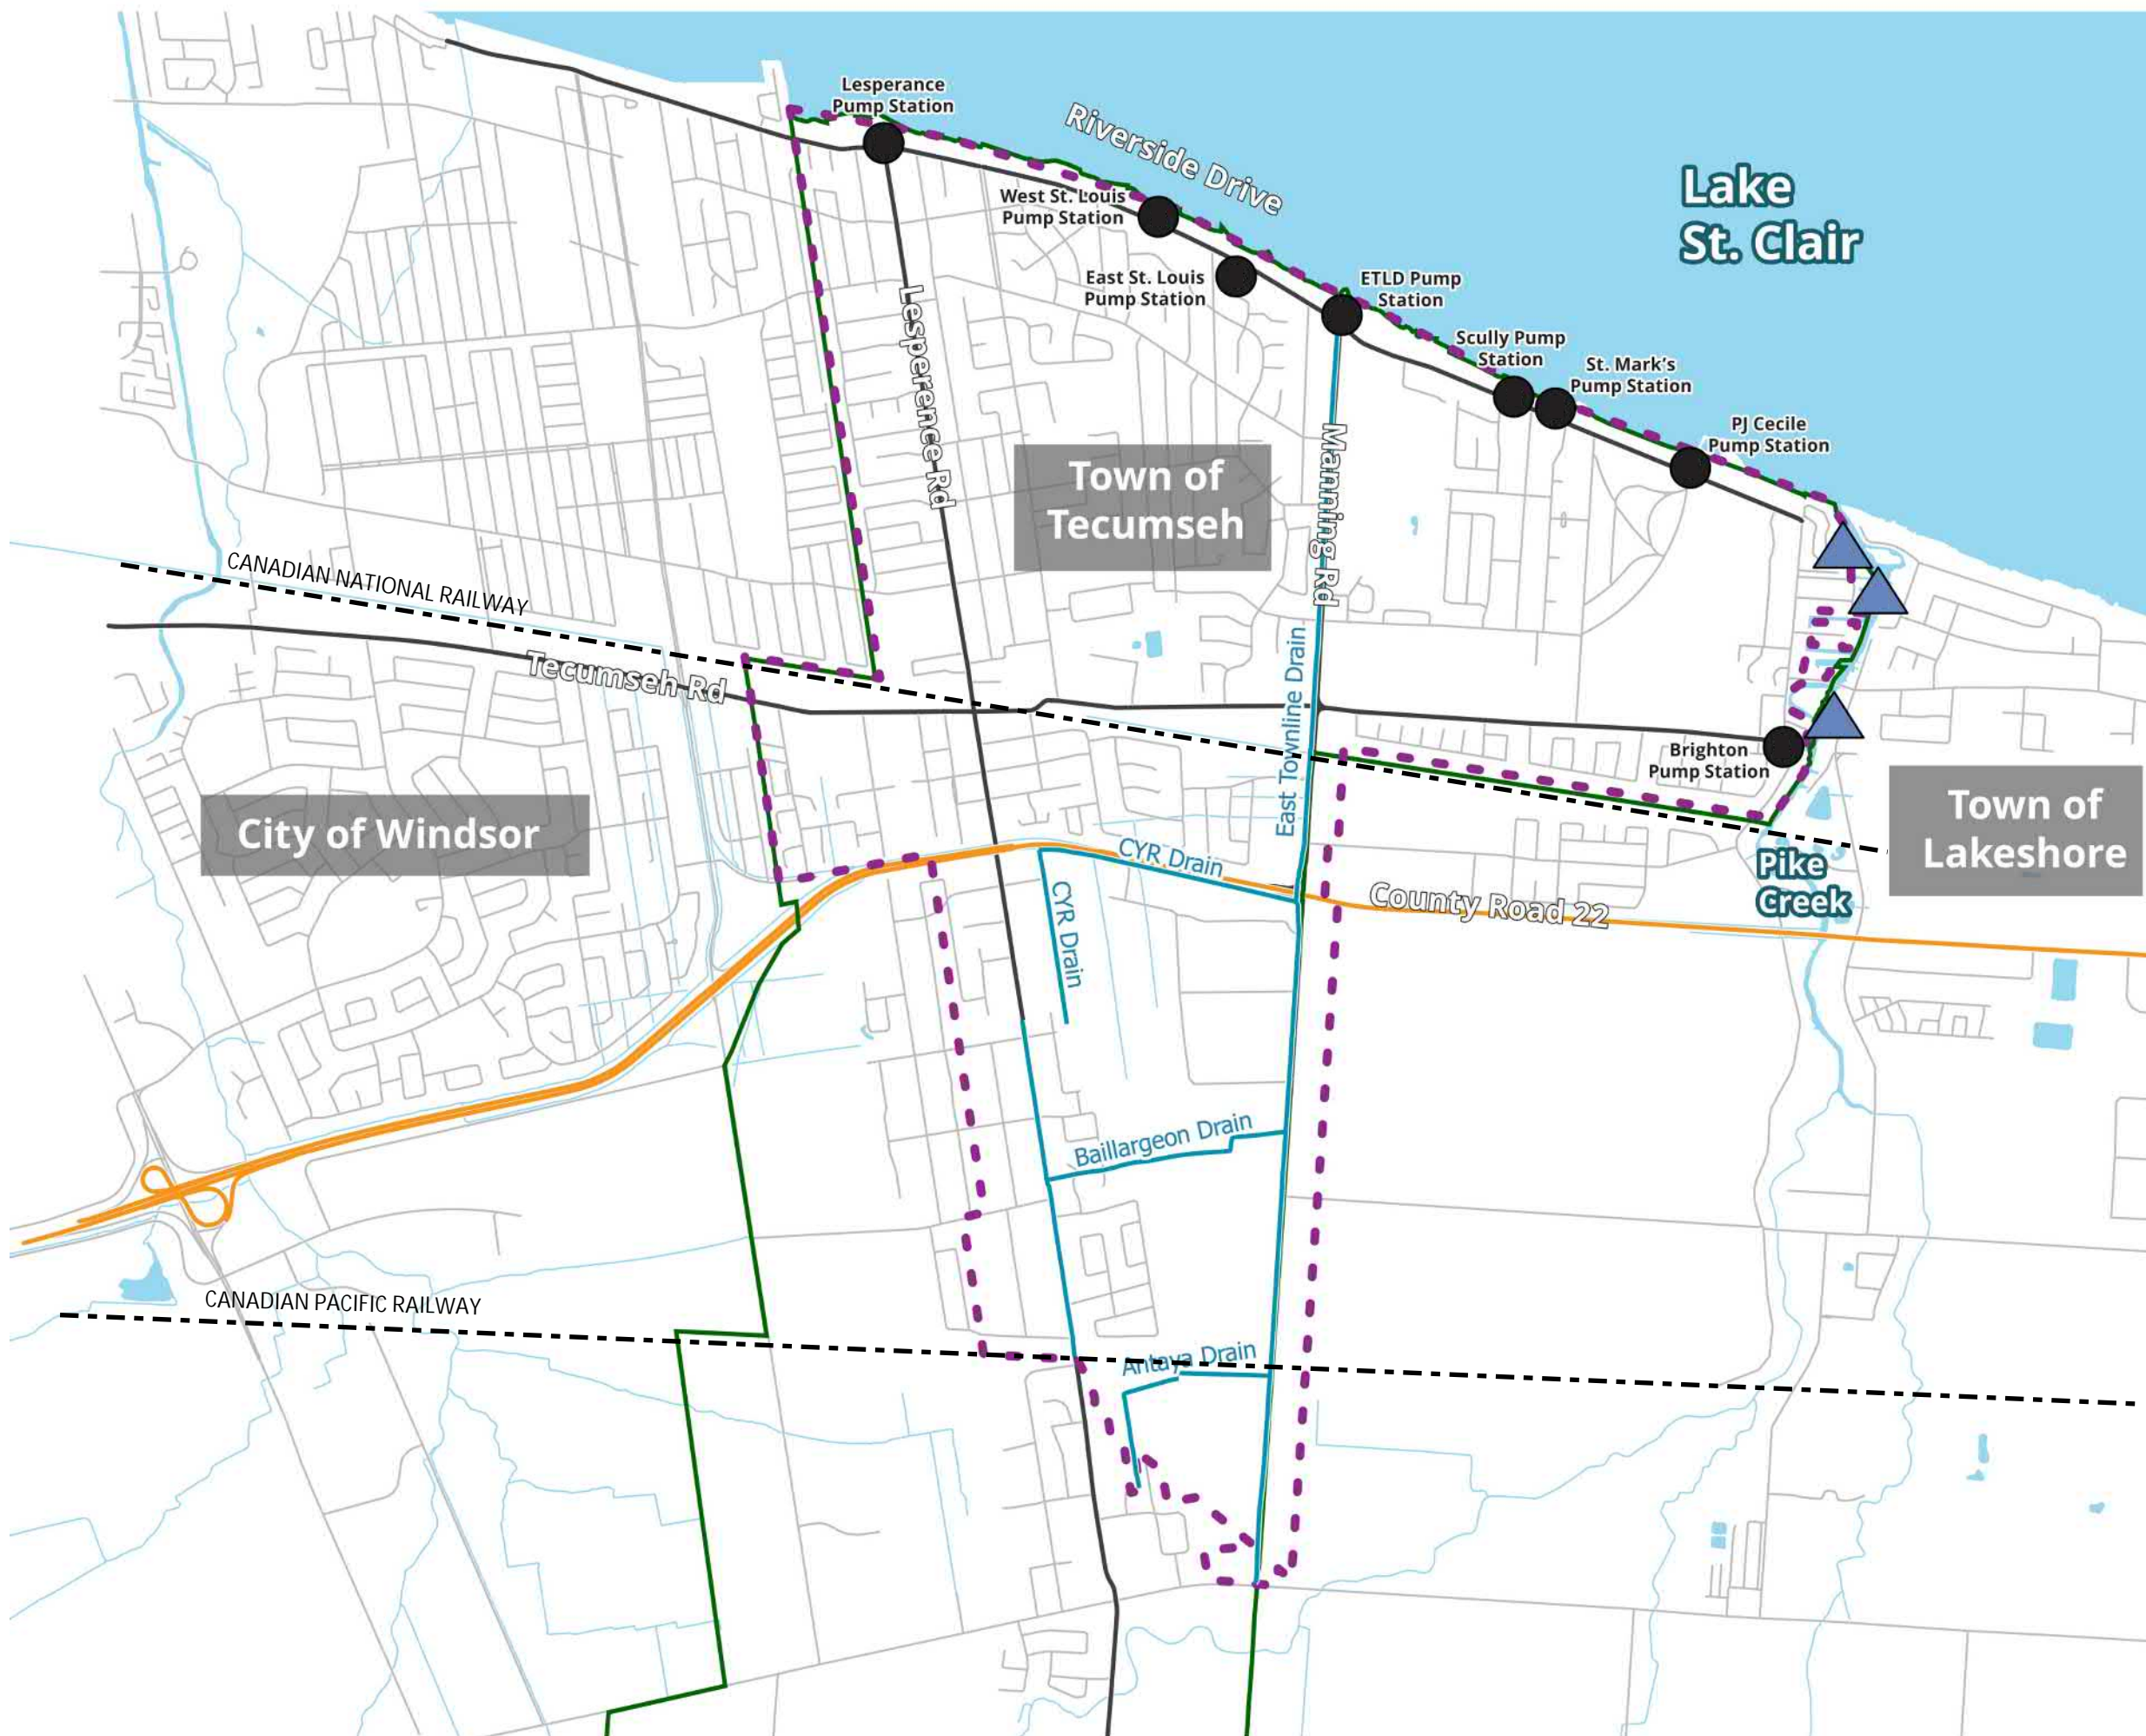 Lesperance
Pump Station
Riverside Drive
Lake
St. Clair
West St. Louis
Pump Station
East St. Louis
Pump Station
ETLD Pump
Station
Scully Pump
Station
St. Mark's
Pump Station
PJ Cecile
Pump Station
Lesperence Rd
Manning Rd
Town of
Tecumseh
CANADIAN NATIONAL RAILWAY
Tecumseh Rd
East Townline Drain
Brighton
Pump Station
City of Windsor
Town of
Lakeshore
CYR Drain
Pike
Creek
County Road 22
CYR Drain
Baillargeon Drain
CANADIAN PACIFIC RAILWAY
Antaya Drain